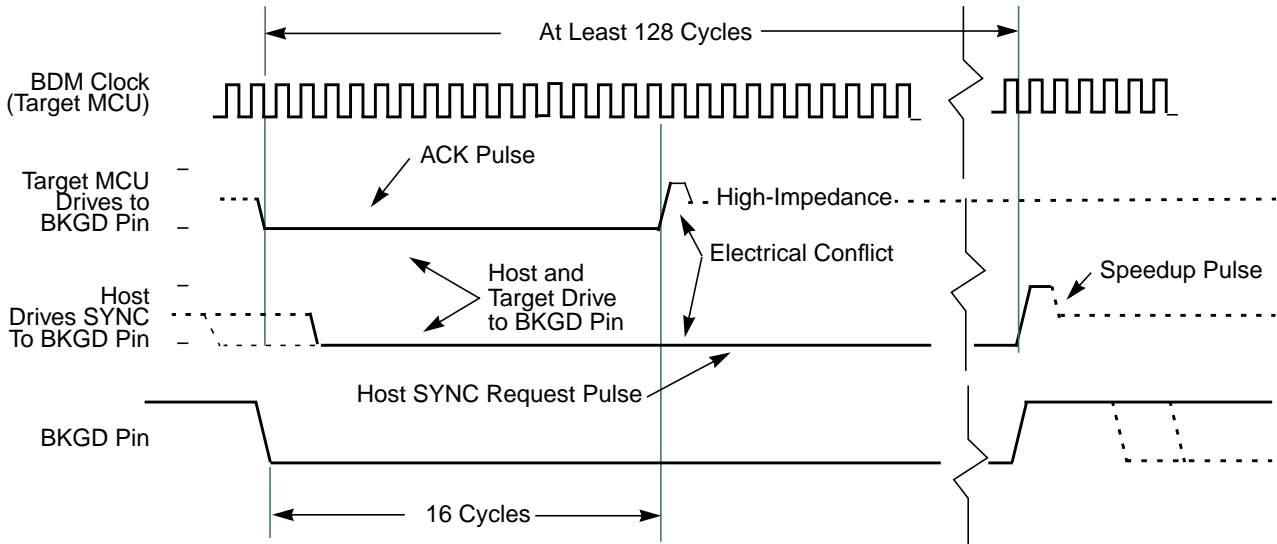 At Least 128 Cycles
BDM Clock
(Target MCU)
ACK Pulse
Target MCU
Drives to
BKGD Pin
High-Impedance
Electrical Conflict
Host and
Target Drive
to BKGD Pin
Speedup Pulse
Host
Drives SYNC
To BKGD Pin
Host SYNC Request Pulse
BKGD Pin
16 Cycles